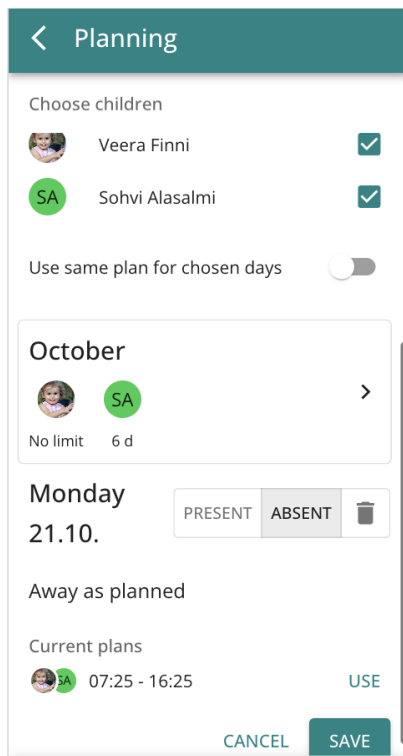 Planning
Choose children
Veera Finni
SA Sohvi Alasalmi
Use same plan for chosen days
October
SA
No limit 6 d
Monday
21.10.
PRESENT ABSENT
Away as planned
Current plans
SA 07:25 - 16:25 USE
CANCEL SAVE